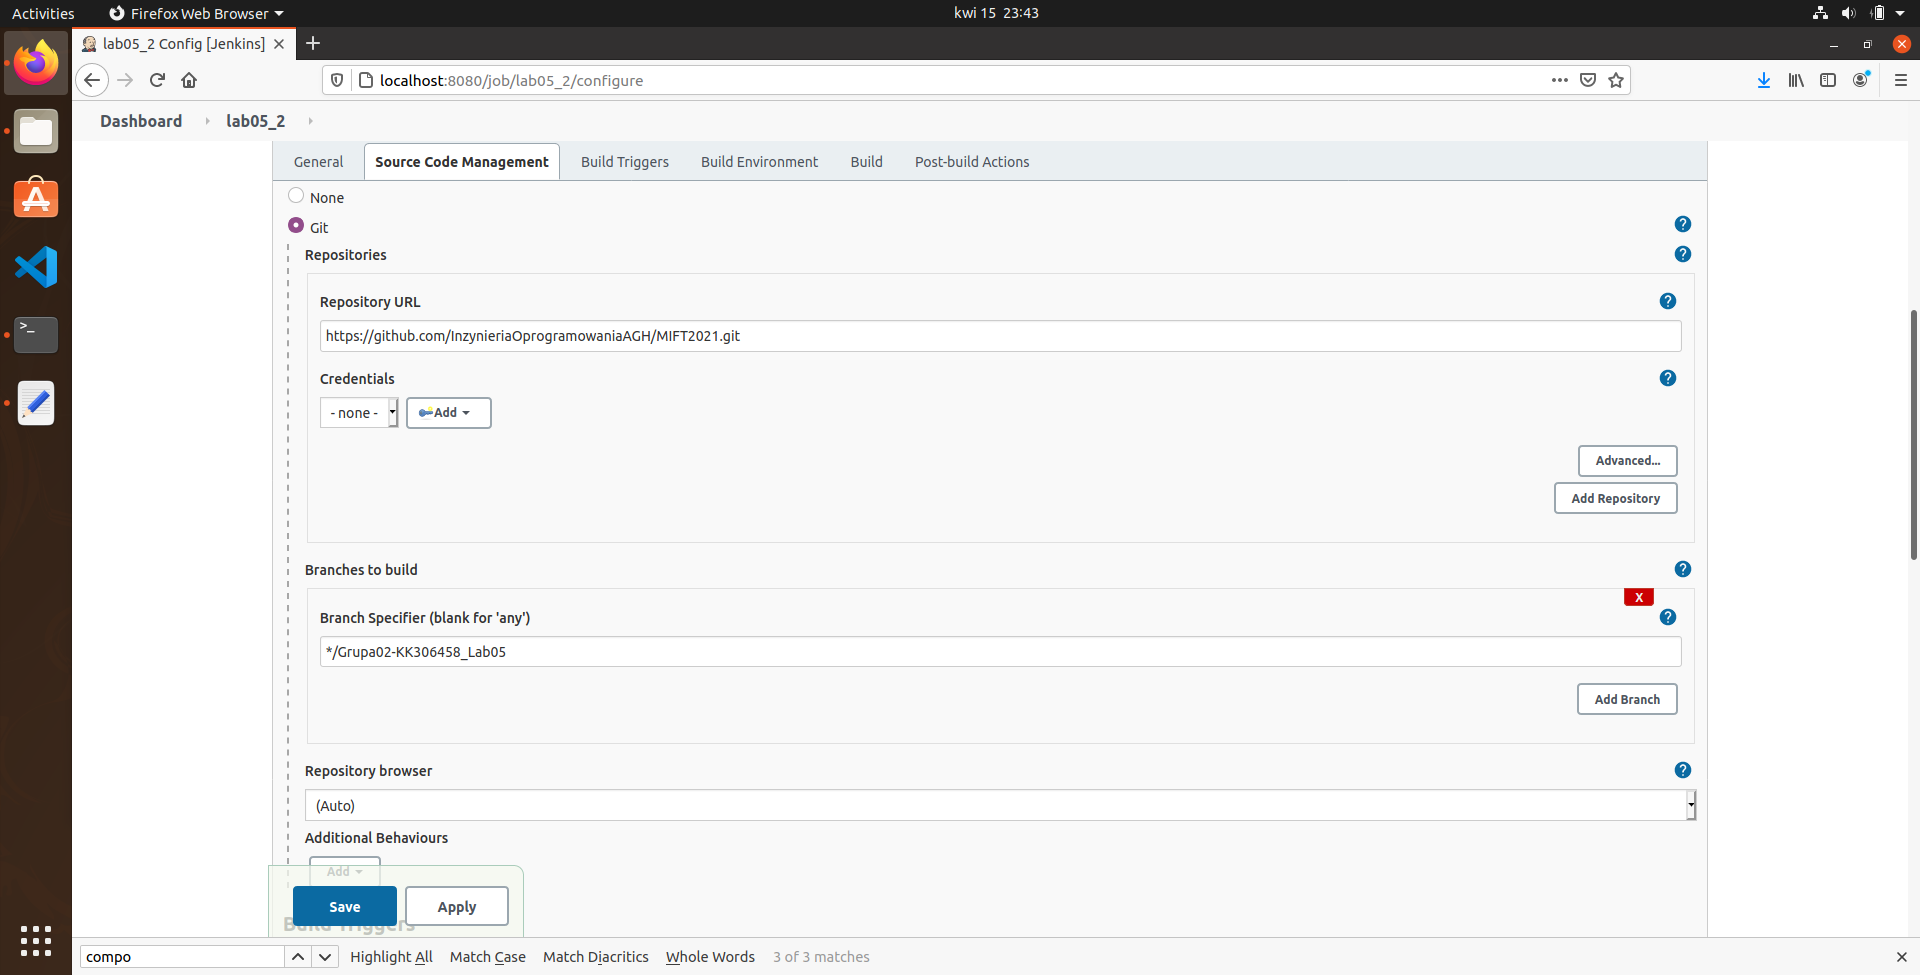 Activities Firefox Web Browser kwi 15 23:43
lab05_2 Config [Jenkins]
localhost:8080/job/lab05_2/configure
Dashboard lab05_2
General Source Code Management Build Triggers Build Environment Build Post-build Actions
None
Git
Repositories
Repository URL
https://github.com/InzynieriaOprogramowaniaAGH/MIFT2021.git
Credentials
- none - Add
Advanced...
Add Repository
Branches to build
X
Branch Specifier (blank for 'any')
*/Grupa02-KK306458_Lab05
Add Branch
Repository browser
(Auto)
Additional Behaviours
Add
Save Apply
Build Triggers
compo Highlight All Match Case Match Diacritics Whole Words 3 of 3 matches